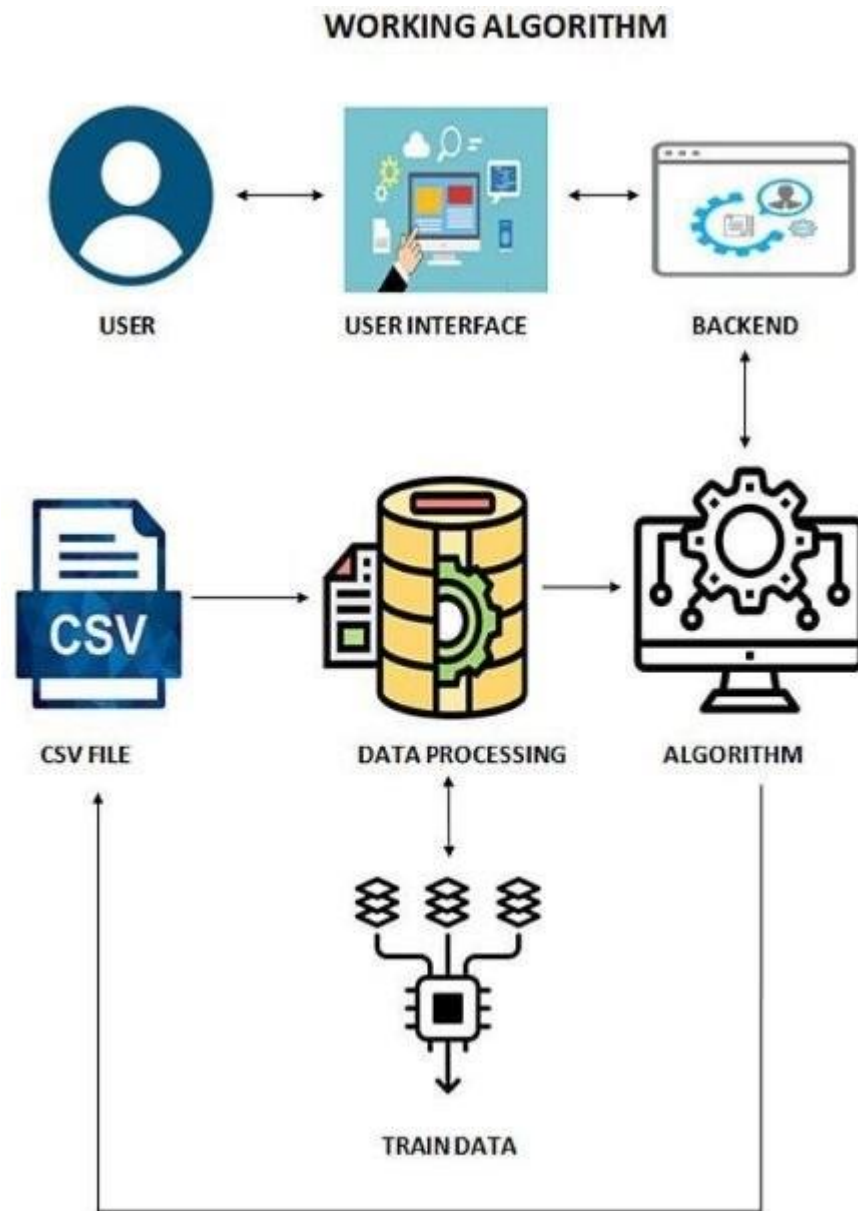 WORKING ALGORITHM
USER
USER INTERFACE
BACKEND
CSV
CSV FILE
DATA PROCESSING
ALGORITHM
TRAIN DATA